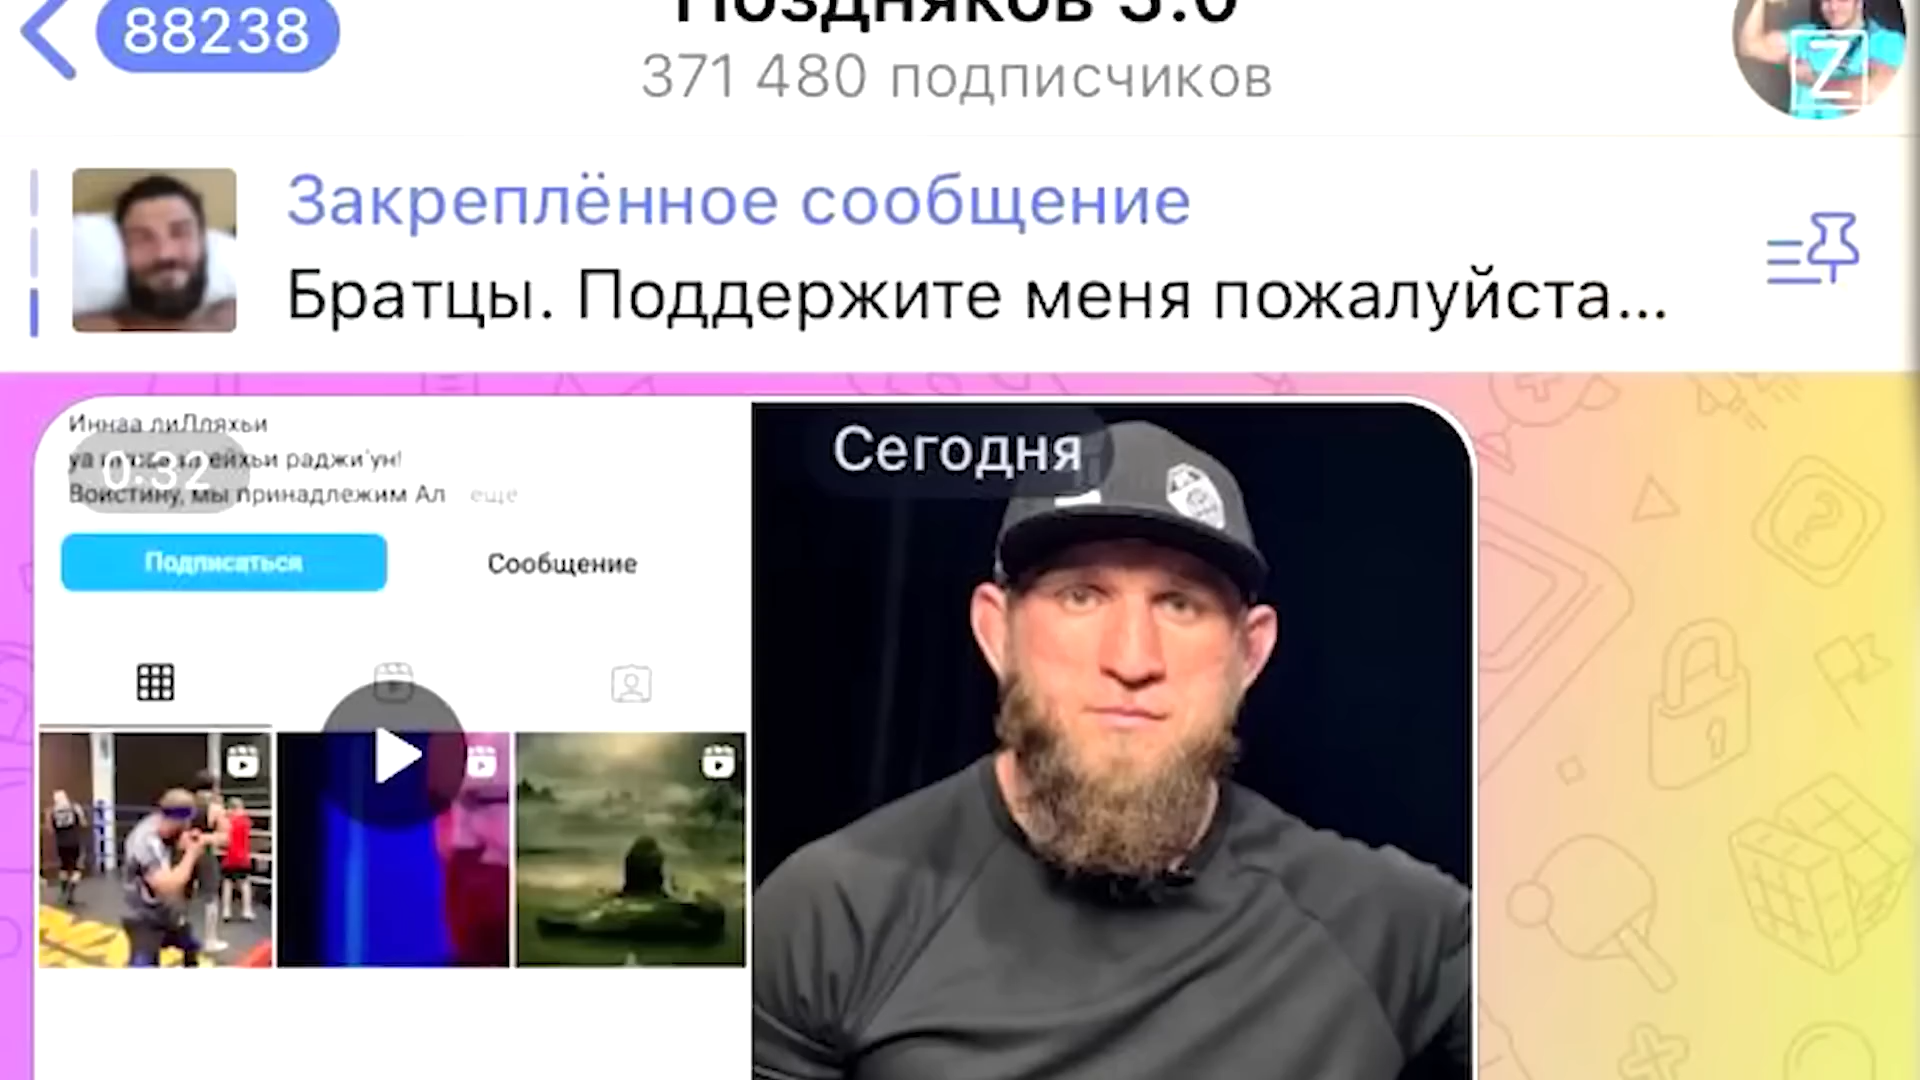 88238
Поздняков 3.0
371 480 подписчиков
Z
Закреплённое сообщение
Братцы. Поддержите меня пожалуйста...
Сегодня
Иннаа лиЛляхьи
0:32
раджи'ун!
Воистину, мы принадлежим Ал еще
Подписаться
Сообщение